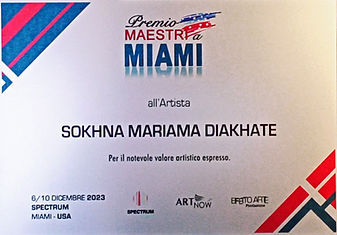 Premio
MAESTRI a
MIAMI
all'Artista
SOKHNA MARIAMA DIAKHATE
Per il notevole valore artistico espresso.
6/10 DICEMBRE 2023
SPECTRUM
MIAMI - USA
SPECTRUM
ART NOW
EFFETTO ARTE
Fondazione